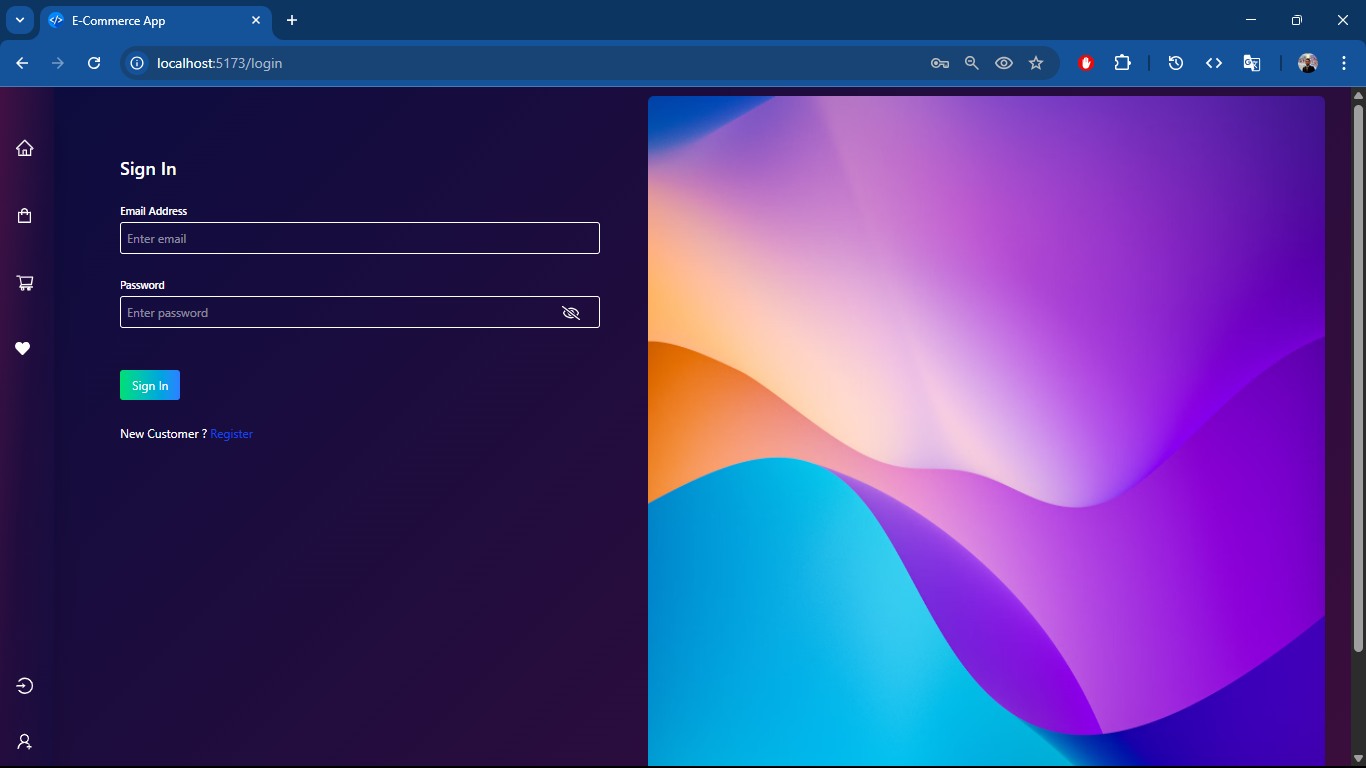 E-Commerce App
localhost:5173/login
Sign In
Email Address
Enter email
Password
Enter password
Sign In
New Customer ? Register